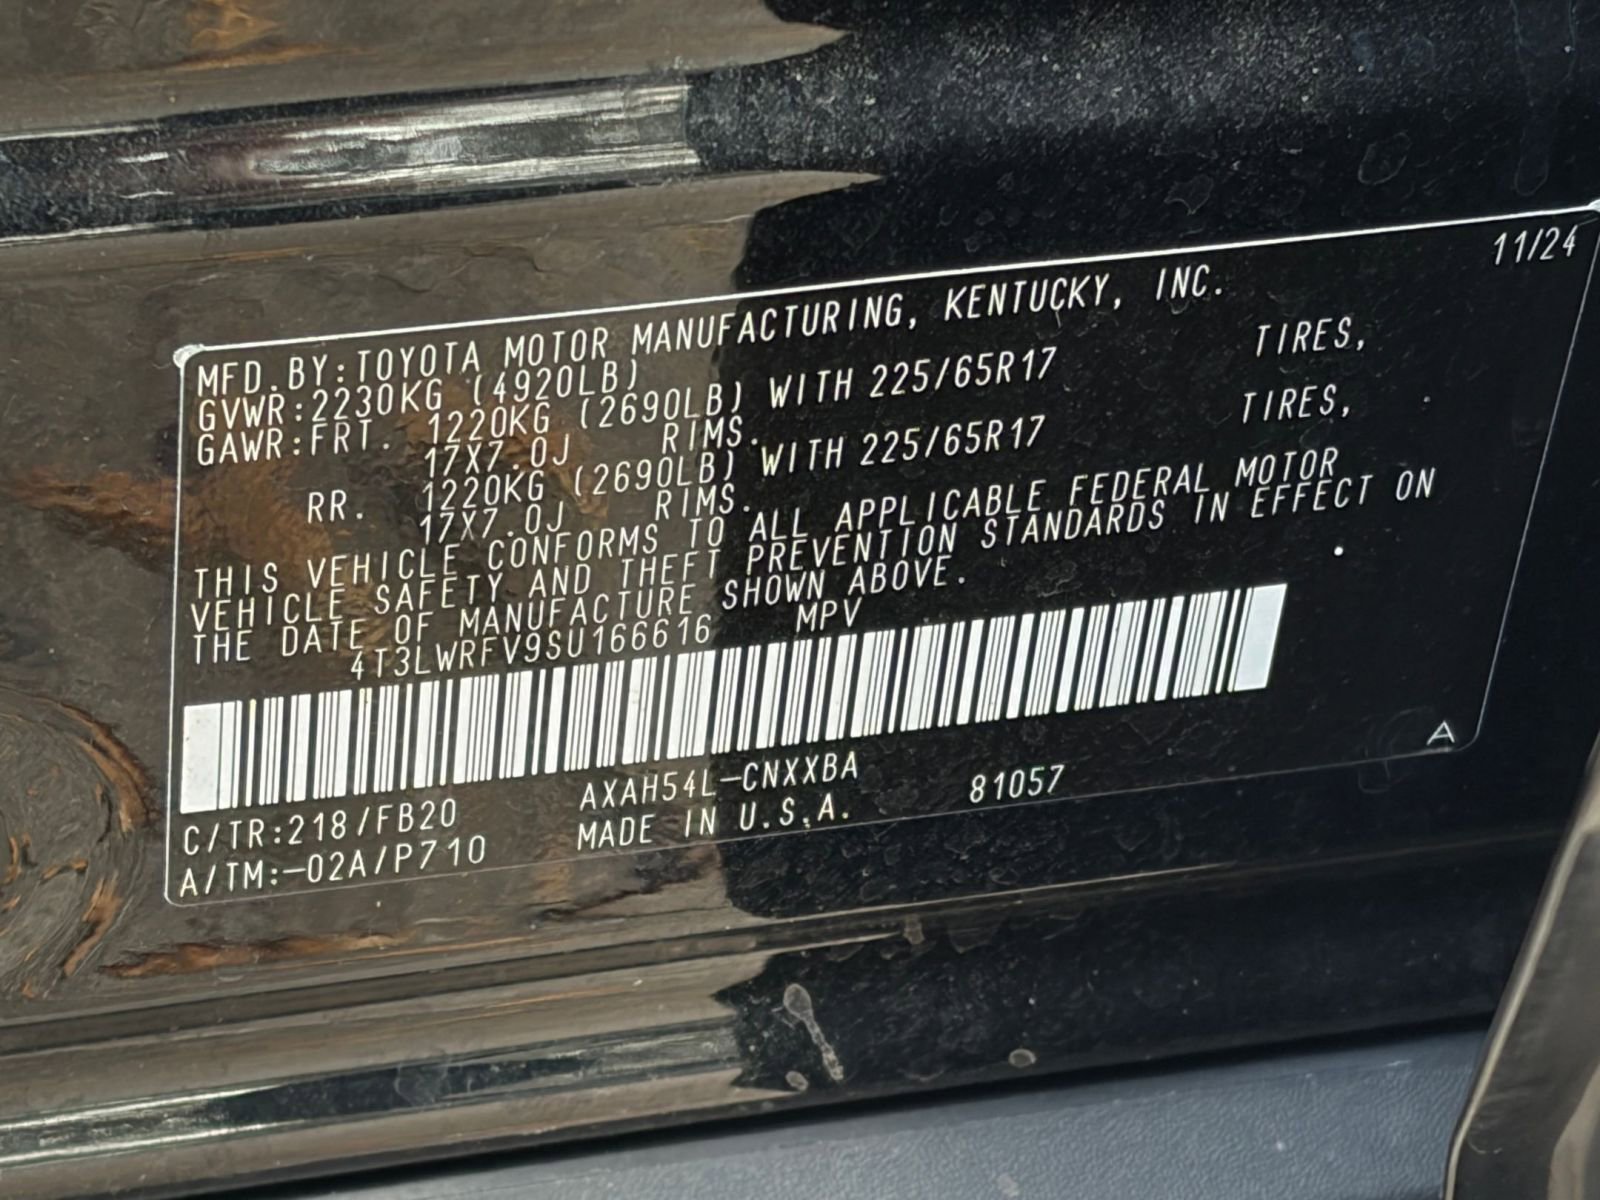 11/24
MFD.BY:TOYOTA MOTOR MANUFACTURING, KENTUCKY, INC.
GVWR:2230KG (4920LB)
GAWR:FRT. 1220KG (2690LB) WITH 225/65R17 TIRES,
17X7.0J RIMS.
RR. 1220KG (2690LB) WITH 225/65R17 TIRES,
17X7.0J RIMS.
THIS VEHICLE CONFORMS TO ALL APPLICABLE FEDERAL MOTOR
VEHICLE SAFETY AND THEFT PREVENTION STANDARDS IN EFFECT ON
THE DATE OF MANUFACTURE SHOWN ABOVE.
4T3LWRFV9SU166616 MPV
C/TR:218/FB20 AXAH54L-CNXXBA A
A/TM:-02A/P710 MADE IN U.S.A. 81057